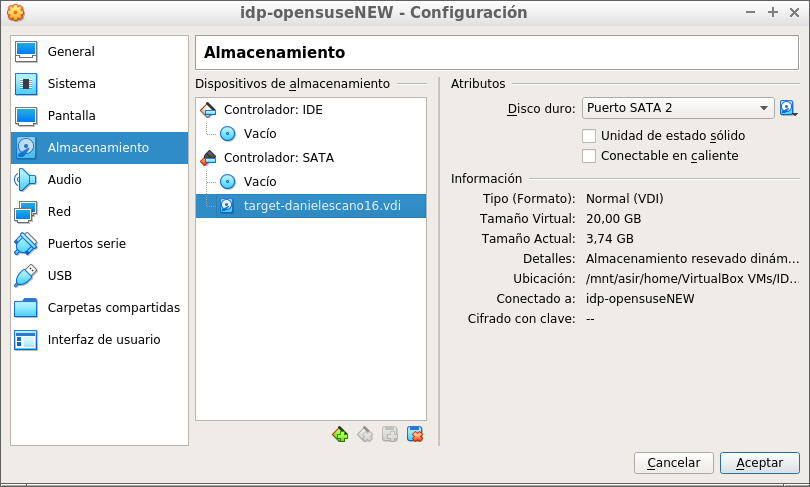 idp-opensuseNEW - Configuración
General
Sistema
Pantalla
Almacenamiento
Audio
Red
Puertos serie
USB
Carpetas compartidas
Interfaz de usuario
Almacenamiento
Dispositivos de almacenamiento
Controlador: IDE
Vacío
Controlador: SATA
Vacío
target-danielescano16.vdi
Atributos
Disco duro: Puerto SATA 2
Unidad de estado sólido
Conectable en caliente
Información
Tipo (Formato): Normal (VDI)
Tamaño Virtual: 20,00 GB
Tamaño Actual: 3,74 GB
Detalles: Almacenamiento resevado dinám...
Ubicación: /mnt/asir/home/VirtualBox VMs/ID...
Conectado a: idp-opensuseNEW
Cifrado con clave: --
Cancelar
Aceptar